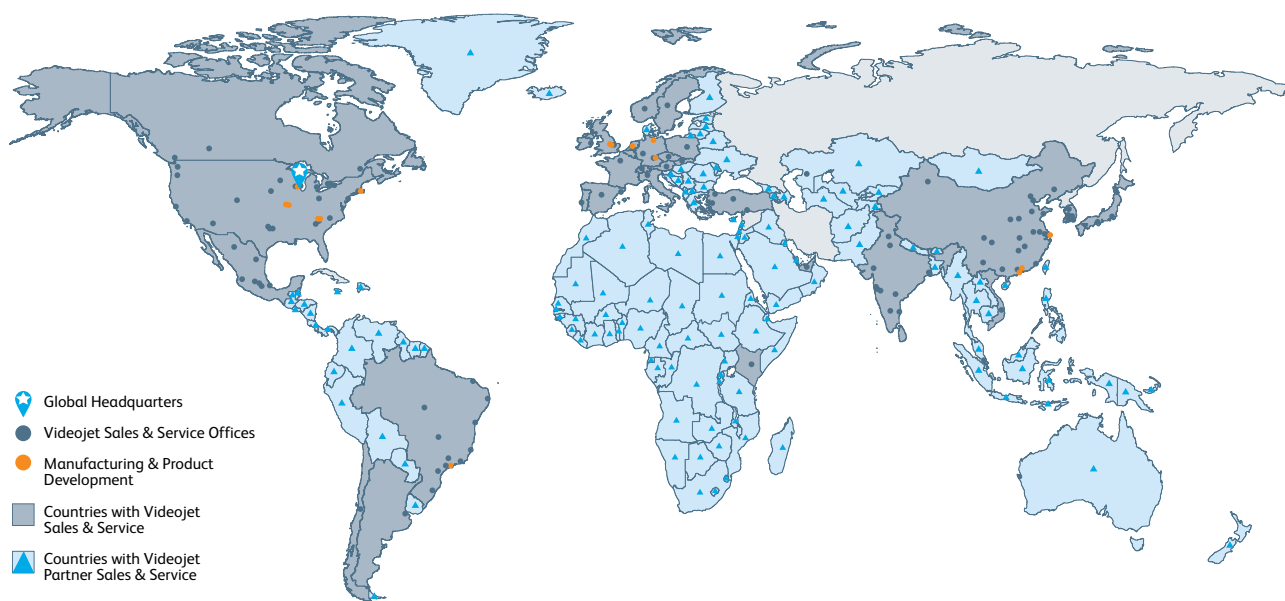 Global Headquarters
Videojet Sales & Service Offices
Manufacturing & Product
Development
Countries with Videojet
Sales & Service
Countries with Videojet
Partner Sales & Service